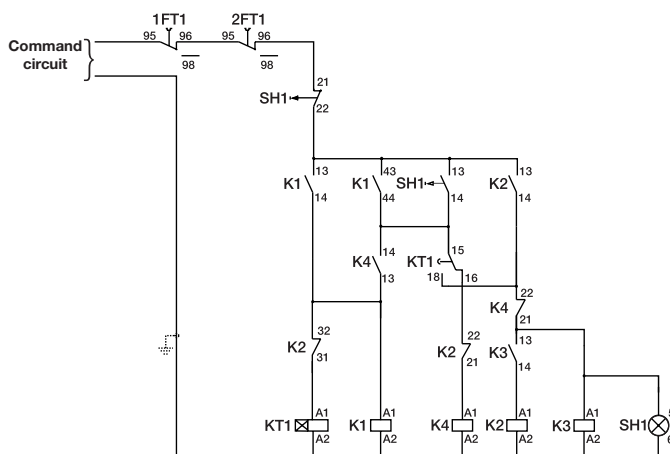 1FT1 2FT1
95 96 95 96
98 98
Command
circuit
21
SH1
22
13 43 13 13
K1 K1 SH1 K2
14 44 14 14
14 15
K4 KT1
13 18 16
22
K4
21
32 22 13
K2 K2 K3
31 21 14
A1 A1 A1 A1 A1
KT1 K1 K4 K2 K3 SH1
A2 A2 A2 A2 A2 6